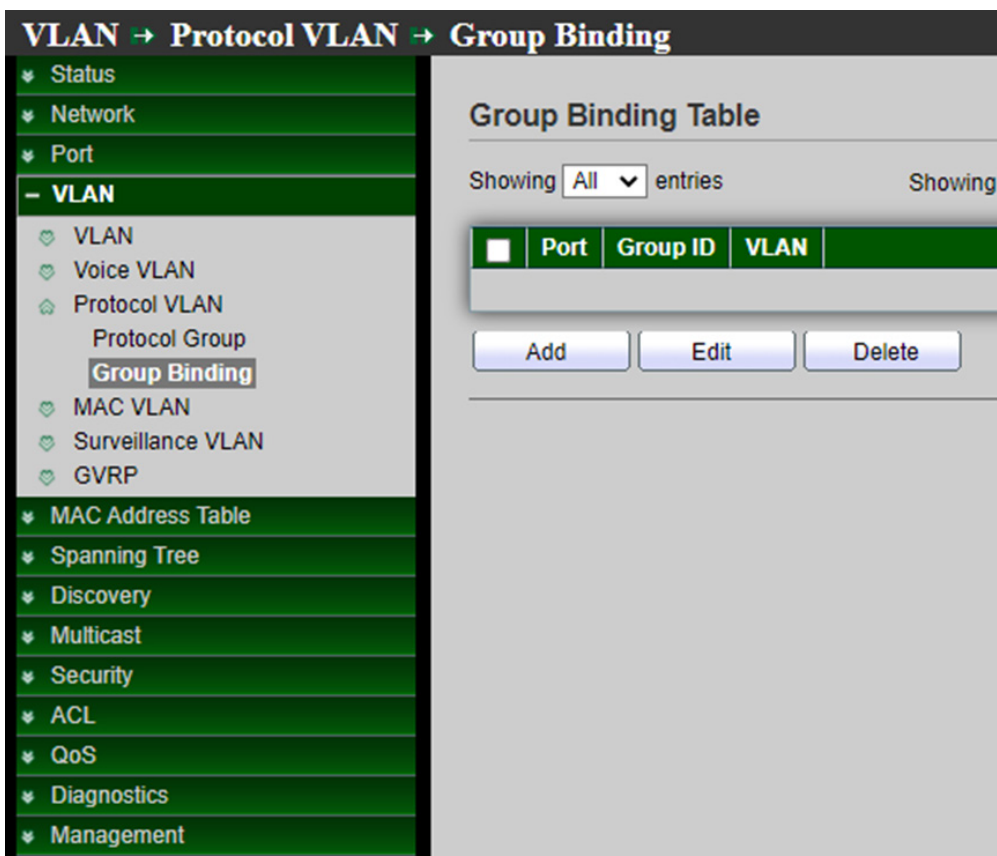 VLAN → Protocol VLAN → Group Binding
Status
Network
Port
VLAN
VLAN
Voice VLAN
Protocol VLAN
Protocol Group
Group Binding
MAC VLAN
Surveillance VLAN
GVRP
MAC Address Table
Spanning Tree
Discovery
Multicast
Security
ACL
QoS
Diagnostics
Management
Group Binding Table
Showing All entries Showing
Port Group ID VLAN
Add Edit Delete